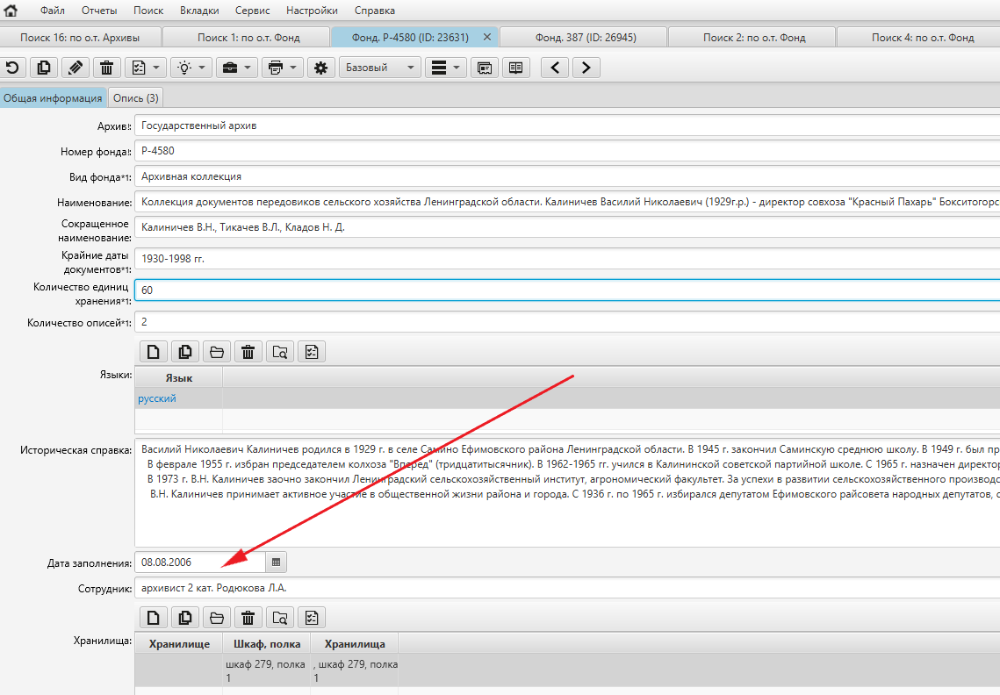 Файл Отчеты Поиск Вкладки Сервис Настройки Справка
Поиск 16: по о.т. Архивы Поиск 1: по о.т. Фонд Фонд. Р-4580 (ID: 23631) Фонд. 387 (ID: 26945) Поиск 2: по о.т. Фонд Поиск 4: по о.т. Фонд
Базовый
Общая информация Опись (3)
Архив: Государственный архив
Номер фонда: Р-4580
Вид фонда*1: Архивная коллекция
Наименование: Коллекция документов передовиков сельского хозяйства Ленинградской области. Калиничев Василий Николаевич (1929г.р.) - директор совхоза "Красный Пахарь" Бокситогорс
Сокращенное
наименование: Калиничев В.Н., Тикачев В.Л., Кладов Н. Д.
Крайние даты
документов*1: 1930-1998 гг.
Количество единиц
хранения*1: 60
Количество описей*1: 2
Языки: Язык
русский
Историческая справка: Василий Николаевич Калиничев родился в 1929 г. в селе Самино Ефимовского района Ленинградской области. В 1945 г. закончил Саминскую среднюю школу. В 1949 г. был пр
В феврале 1955 г. избран председателем колхоза "Вперед" (тридцатитысячник). В 1962-1965 гг. учился в Калининской советской партийной школе. С 1965 г. назначен директор
В 1973 г. В.Н. Калиничев заочно закончил Ленинградский сельскохозяйственный институт, агрономический факультет. За успехи в развитии сельскохозяйственного производс
В.Н. Калиничев принимает активное участие в общественной жизни района и города. С 1936 г. по 1965 г. избирался депутатом Ефимовского райсовета народных депутатов, с
Дата заполнения: 08.08.2006
Сотрудник: архивист 2 кат. Родюкова Л.А.
Хранилища: Хранилище Шкаф, полка Хранилища
шкаф 279, полка , шкаф 279, полка
1 1